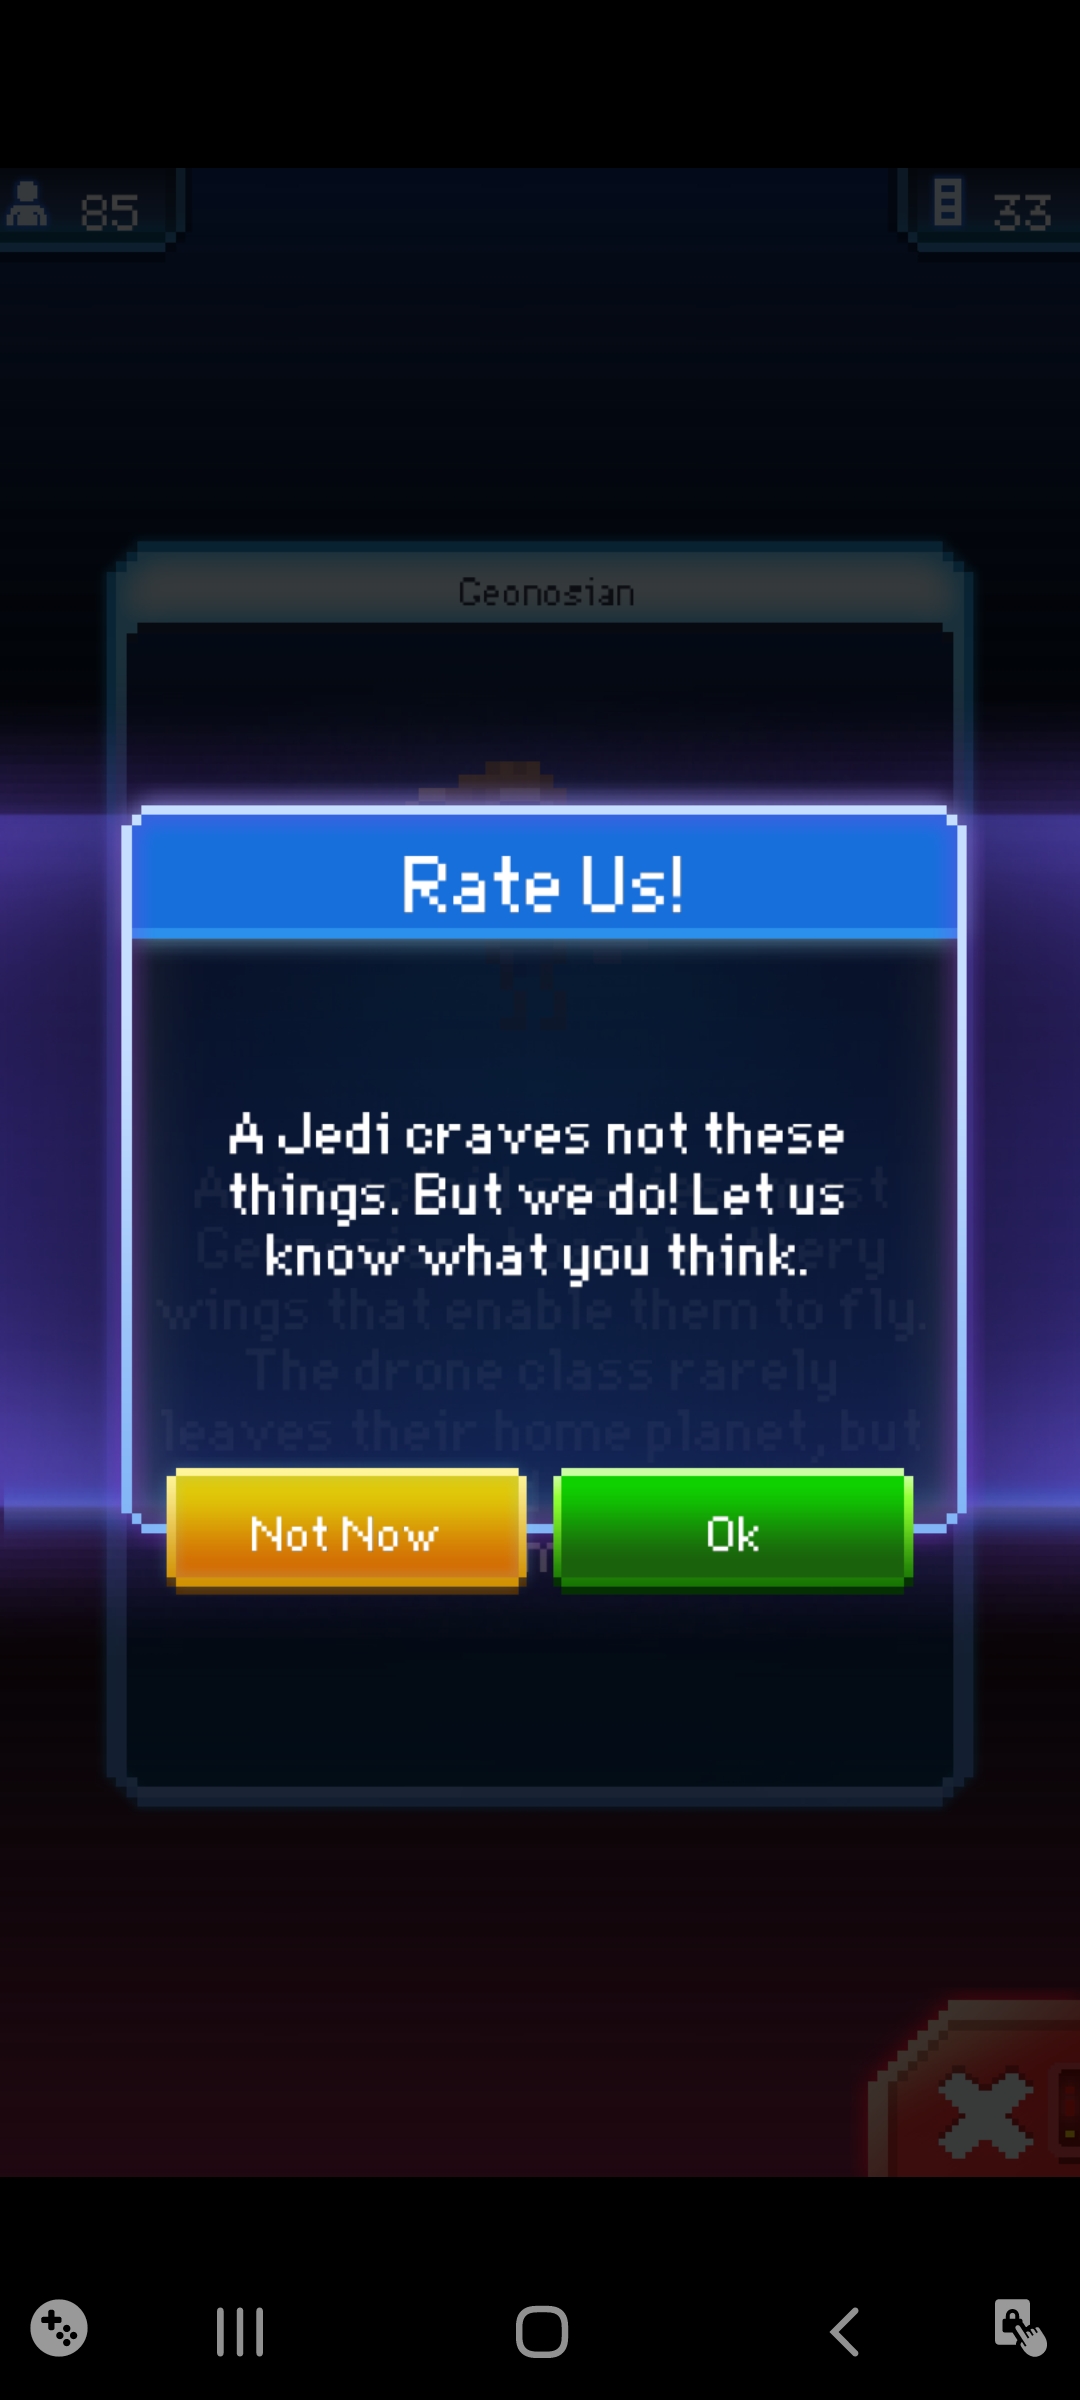 85
33
Geonosian
Rate Us!
A Jedi craves not these
things. But we do! Let us
know what you think.
wings that enable them to fly.
The drone class rarely
leaves their home planet, but
Not Now
Ok